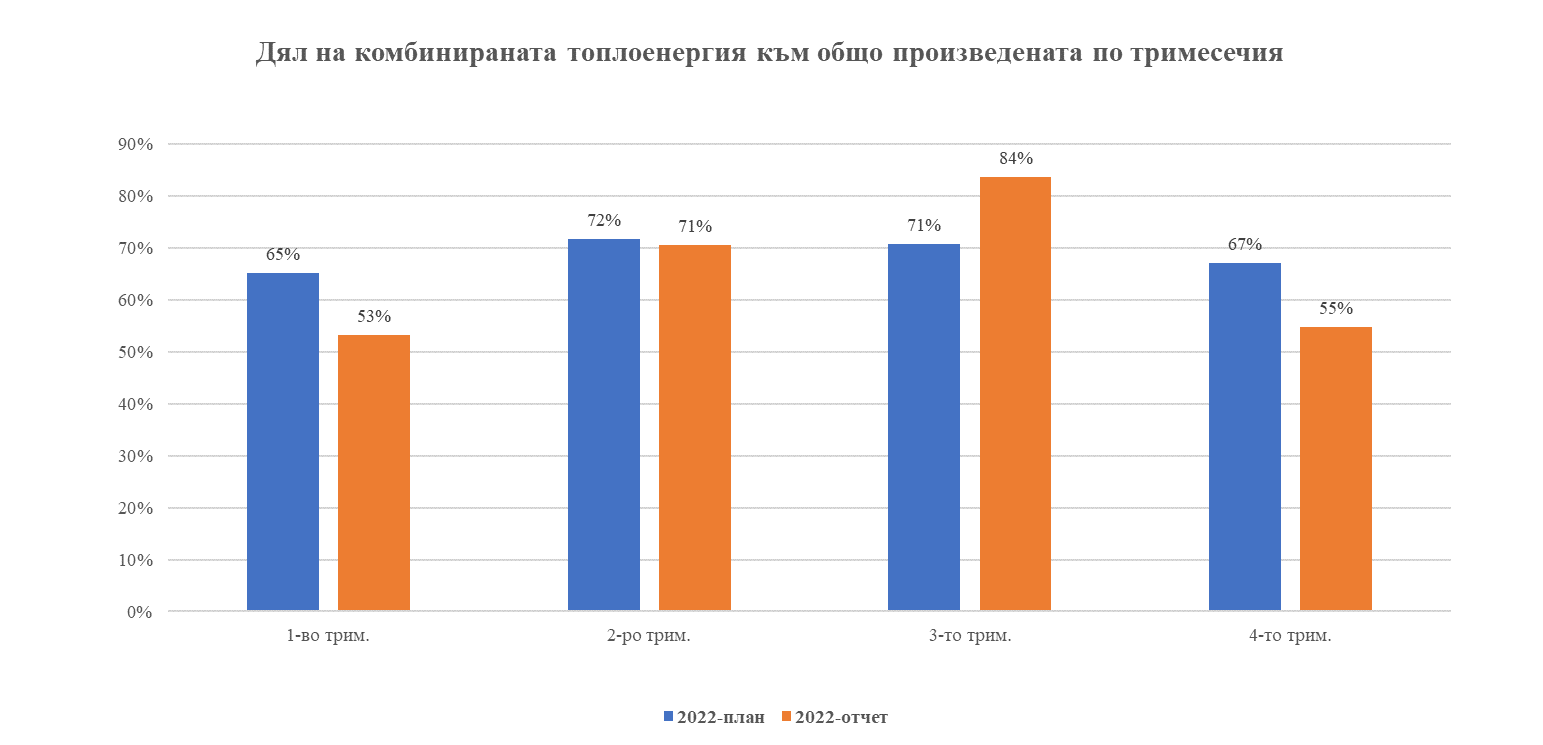 Дял на комбинираната топлоенергия към общо произведената по тримесечия
90%
80%
70%
60%
50%
40%
30%
20%
10%
0%
65%
53%
72%
71%
71%
84%
67%
55%
1-во трим.
2-ро трим.
3-то трим.
4-то трим.
2022-план
2022-отчет